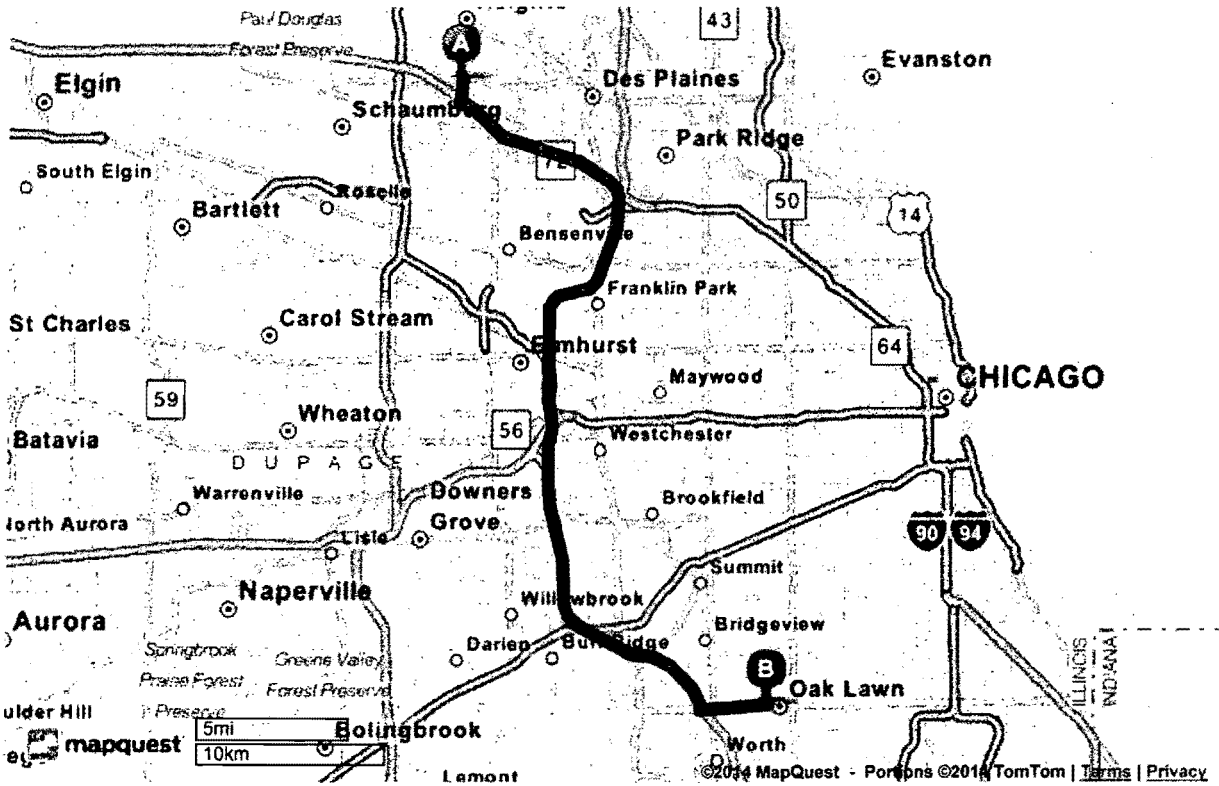 Paul Douglas
Forest Preserve
43
A
Evanston
Elgin
Des Plaines
Schaumburg
Park Ridge
72
South Elgin
Roselle
50
Bartlett
14
Bensenville
Franklin Park
St Charles
Carol Stream
Elmhurst
64
Maywood
CHICAGO
59
Wheaton
56
Westchester
Batavia
DUPAGE
Warrenville
Downers
Grove
Brookfield
North Aurora
Lisle
90
94
Summit
Naperville
Willowbrook
Aurora
Bridgeview
Darien
Burr Ridge
Springbrook
Prairie Forest
Preserve
Greene Valley
Forest Preserve
B
Oak Lawn
ILLINOIS
INDIANA
ulder Hill
5mi
mapquest
10km
Bolingbrook
Worth
Lemont
©2014 MapQuest - Portions ©2014 TomTom | Terms | Privacy